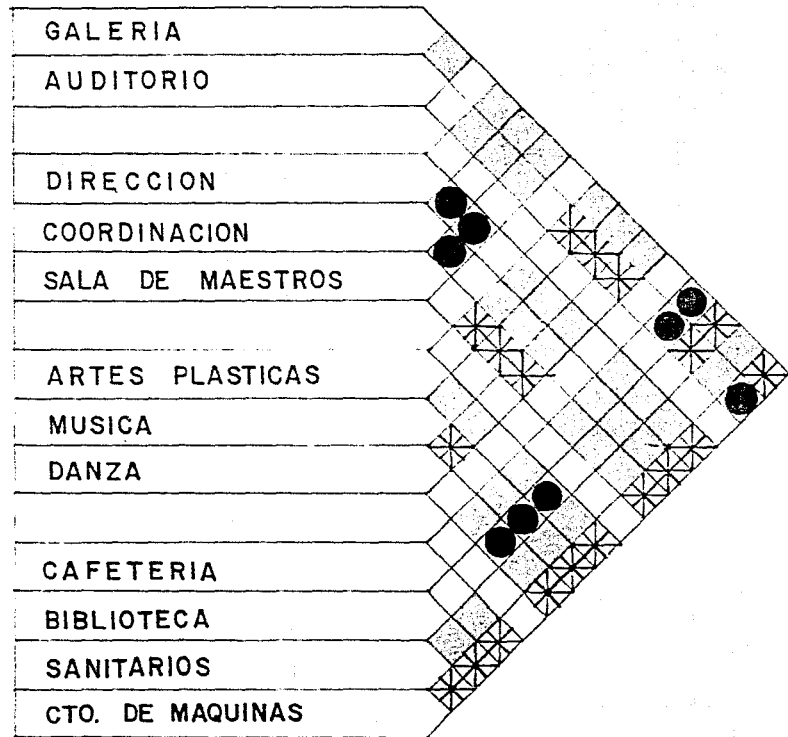 GALERIA
AUDITORIO
DIRECCION
COORDINACION
SALA DE MAESTROS
ARTES PLASTICAS
MUSICA
DANZA
CAFETERIA
BIBLIOTECA
SANITARIOS
CTO. DE MAQUINAS